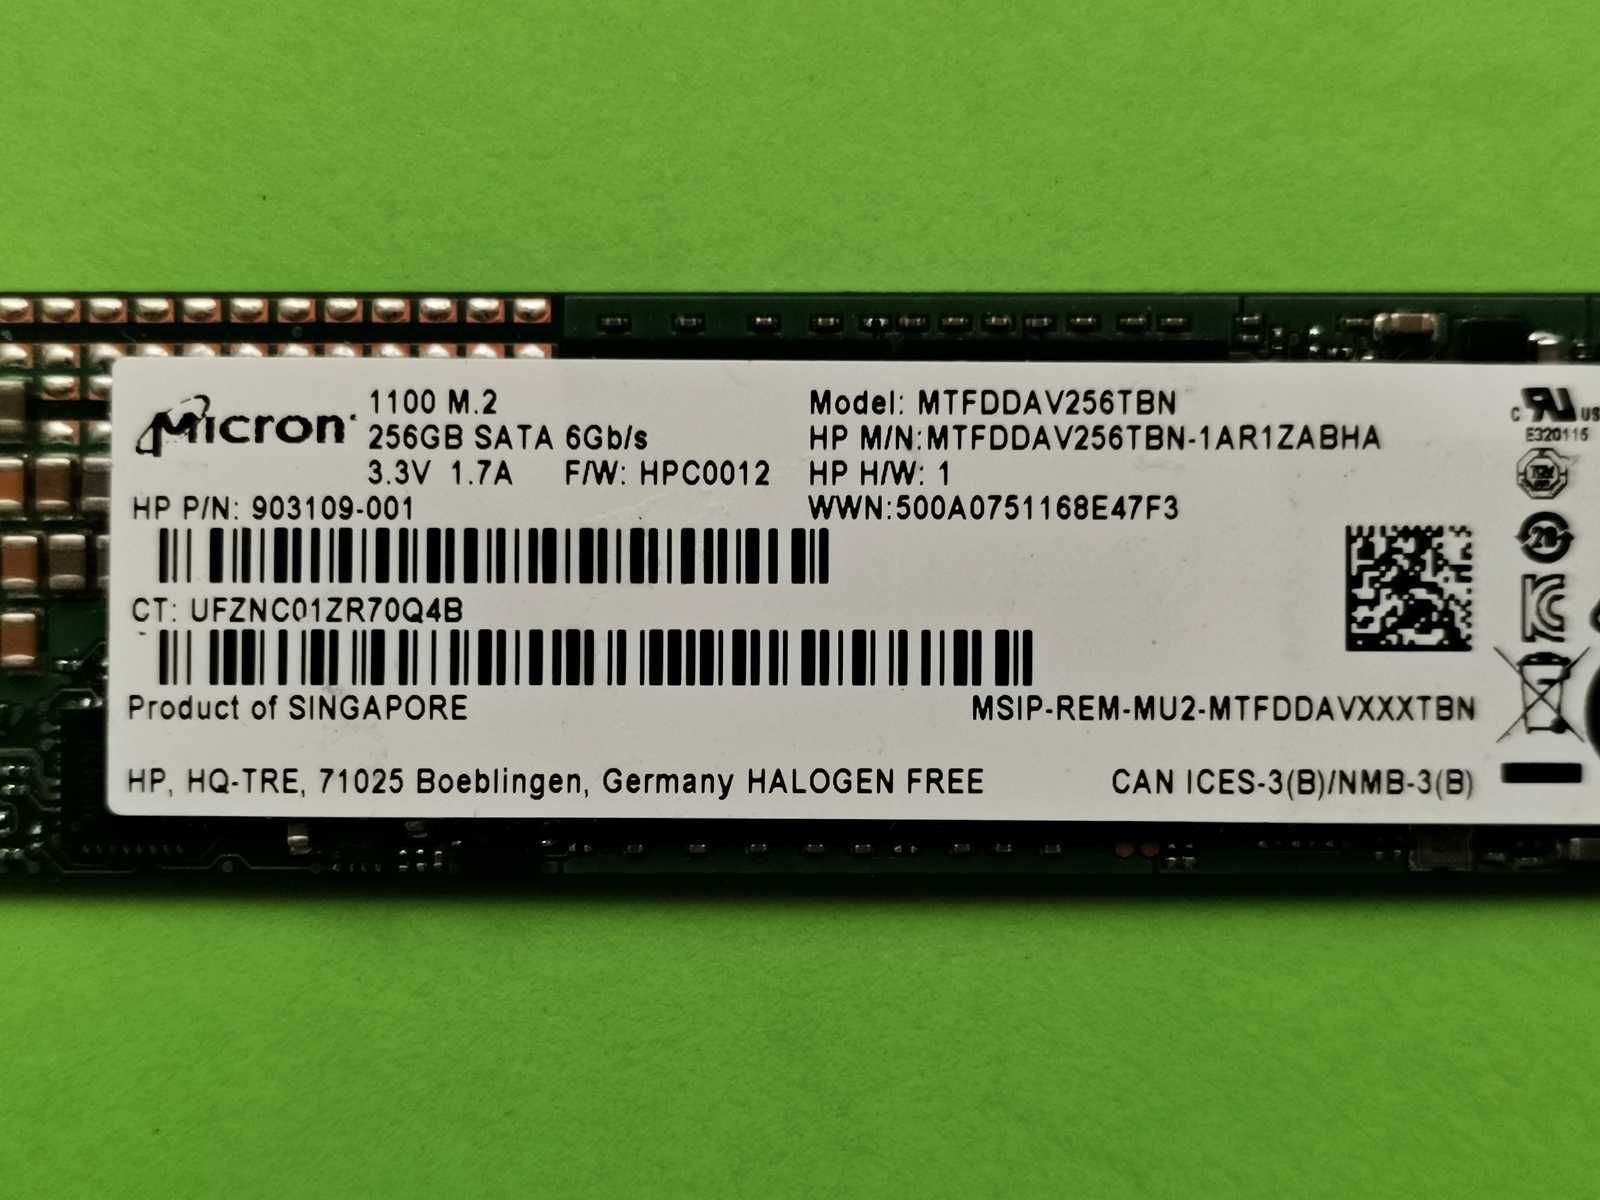 Micron
1100 M.2
256GB SATA 6Gb/s
3.3V 1.7A F/W: HPC0012
HP P/N: 903109-001
Model: MTFDDAV256TBN
HP M/N:MTFDDAV256TBN-1AR1ZABHA
HP H/W: 1
WWN:500A0751168E47F3
CT: UFZNC01ZR70Q4B
Product of SINGAPORE
MSIP-REM-MU2-MTFDDAVXXXTBN
HP, HQ-TRE, 71025 Boeblingen, Germany HALOGEN FREE
CAN ICES-3(B)/NMB-3(B)
C US
E320116
20